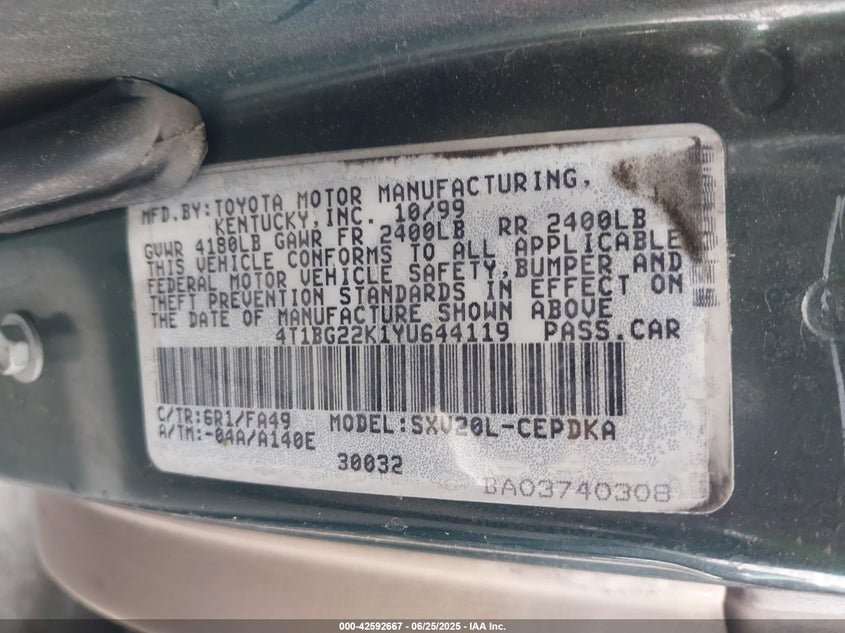 MFD.BY:TOYOTA MOTOR MANUFACTURING,
KENTUCKY,INC. 10/99
GVWR 4180LB GAWR FR 2400LB RR 2400LB
THIS VEHICLE CONFORMS TO ALL APPLICABLE
FEDERAL MOTOR VEHICLE SAFETY,BUMPER AND
THEFT PREVENTION STANDARDS IN EFFECT ON
THE DATE OF MANUFACTURE SHOWN ABOVE
4T1BG22K1YU644119 PASS.CAR
C/TR:6R1/FA49 MODEL:SXV20L-CEPDKA
A/TM:-04A/A140E
30032
BA03740308
000-42592667 - 06/25/2025 - IAA Inc.